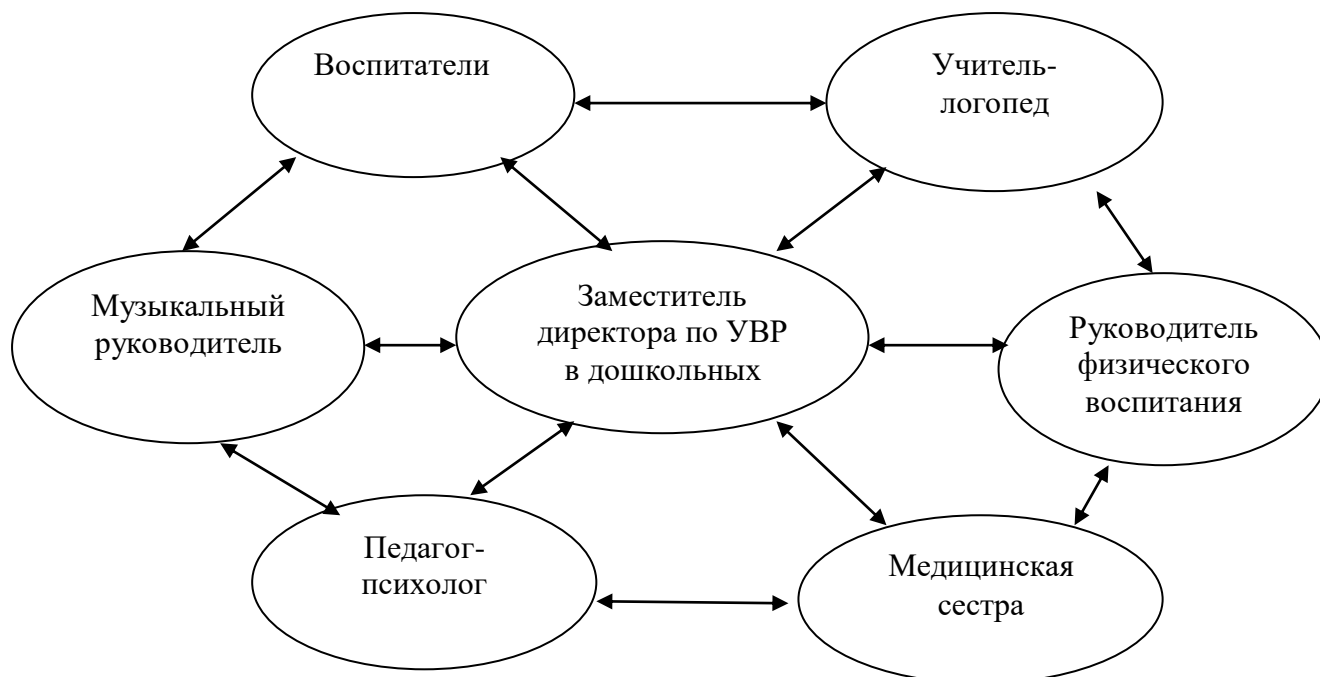 Воспитатели
Учитель-
логопед
Музыкальный
руководитель
Заместитель
директора по УВР
в дошкольных
Руководитель
физического
воспитания
Педагог-
психолог
Медицинская
сестра